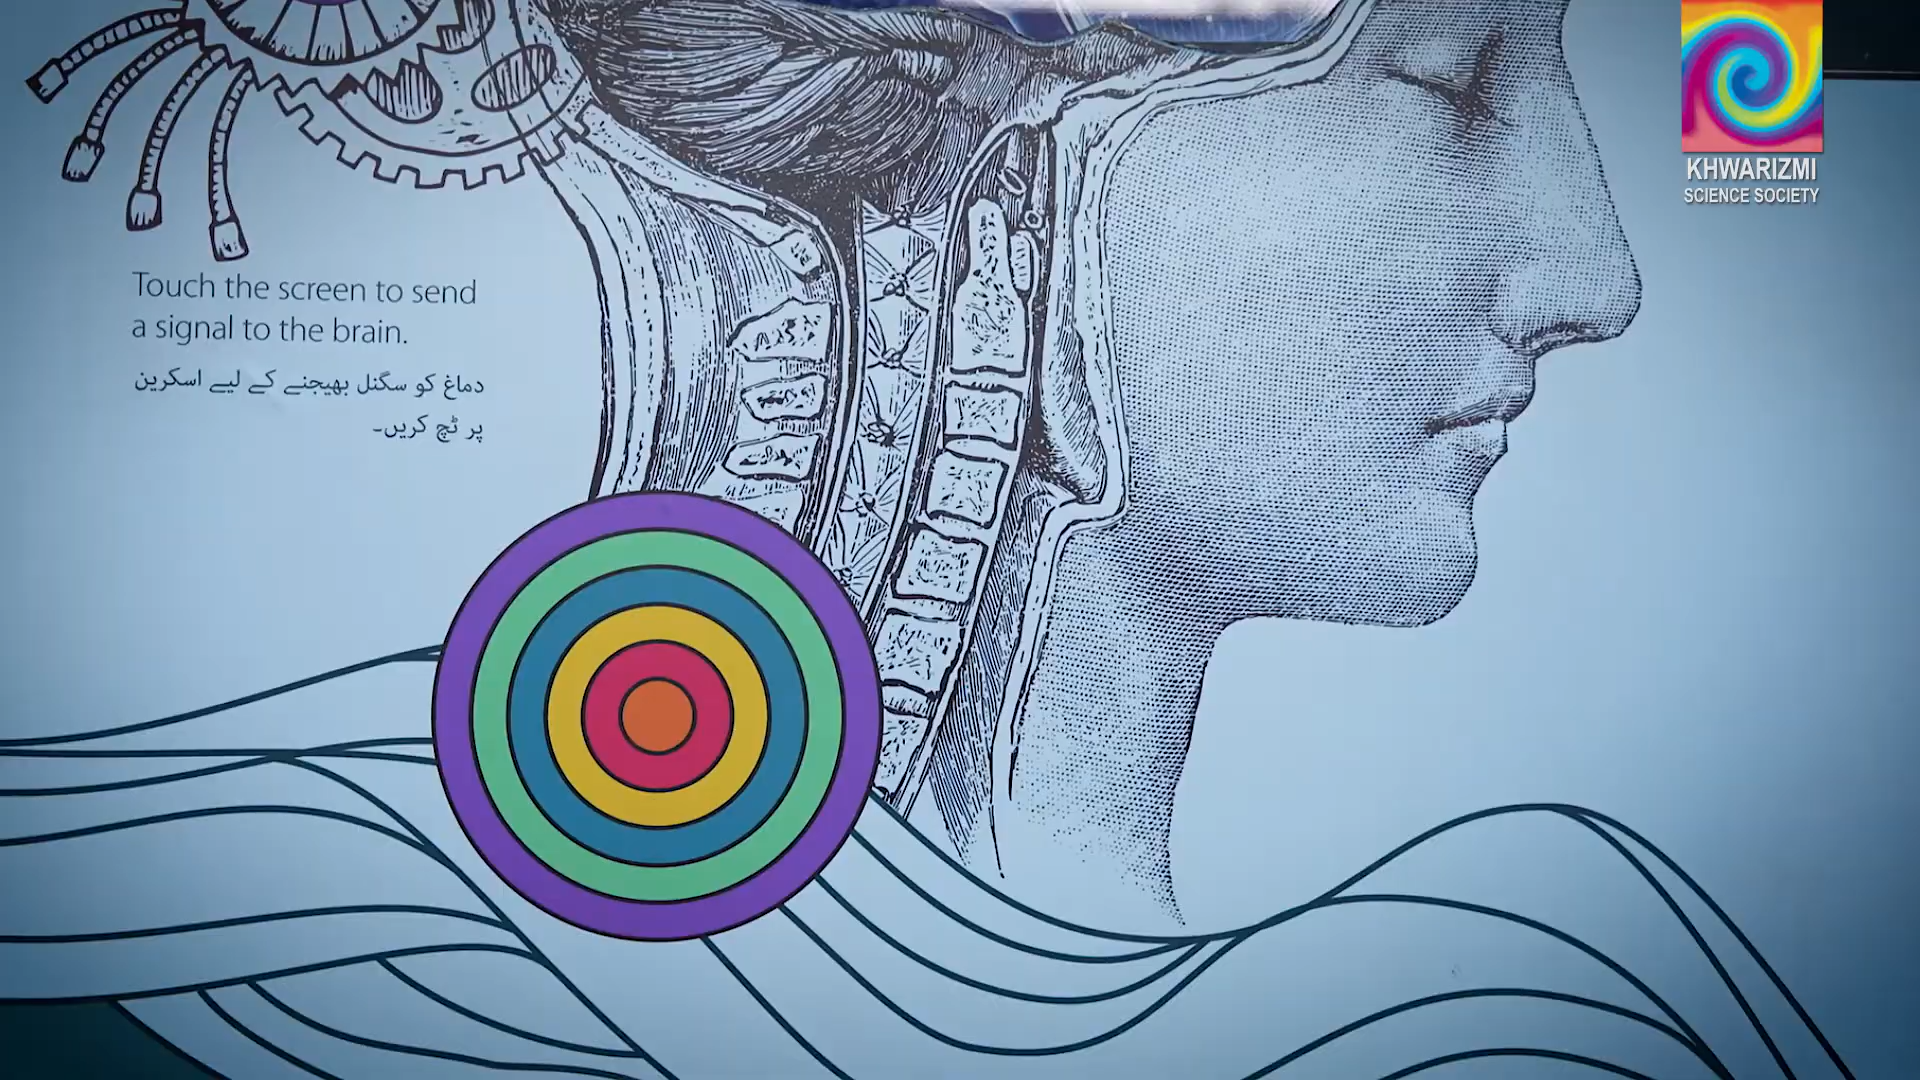 KHWARIZMI
SCIENCE SOCIETY
Touch the screen to send
a signal to the brain.
دماغ کو سگنل بھیجنے کے لیے اسکرین
پر ٹچ کریں۔